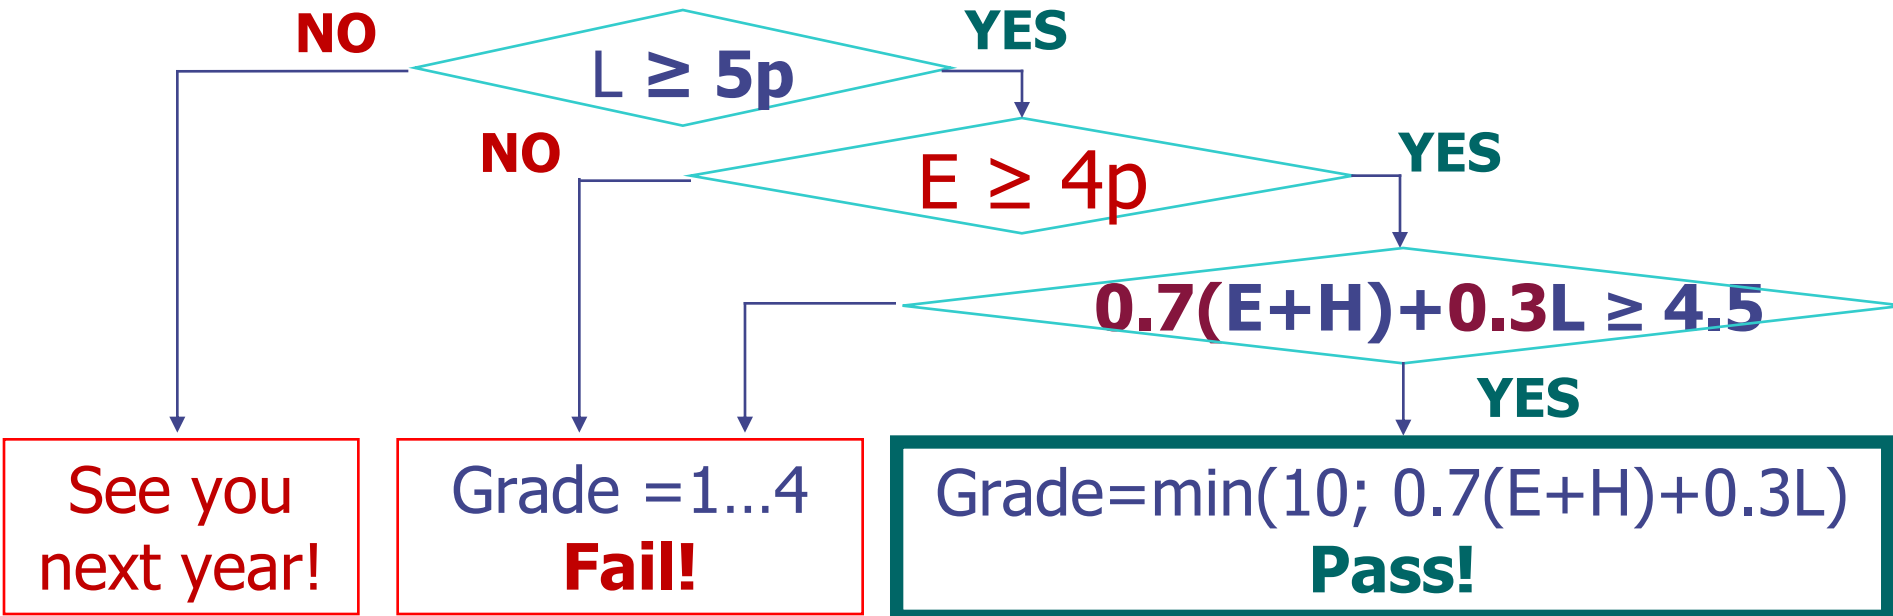 NO
L ≥ 5p
YES
NO
E ≥ 4p
YES
0.7(E+H)+0.3L ≥ 4.5
YES
See you
next year!
Grade =1...4
Fail!
Grade=min(10; 0.7(E+H)+0.3L)
Pass!